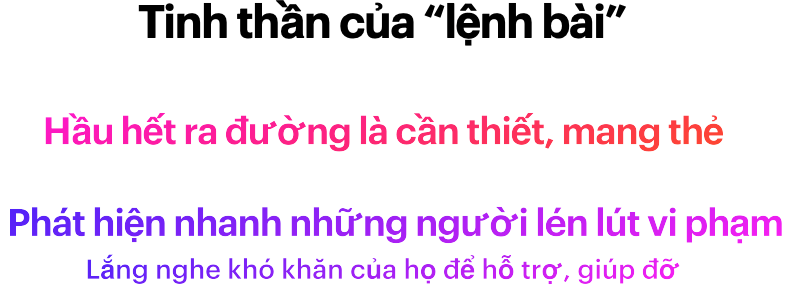 Tinh thần của “lệnh bài”
Hầu hết ra đường là cần thiết, mang thẻ
Phát hiện nhanh những người lén lút vi phạm
Lắng nghe khó khăn của họ để hỗ trợ, giúp đỡ